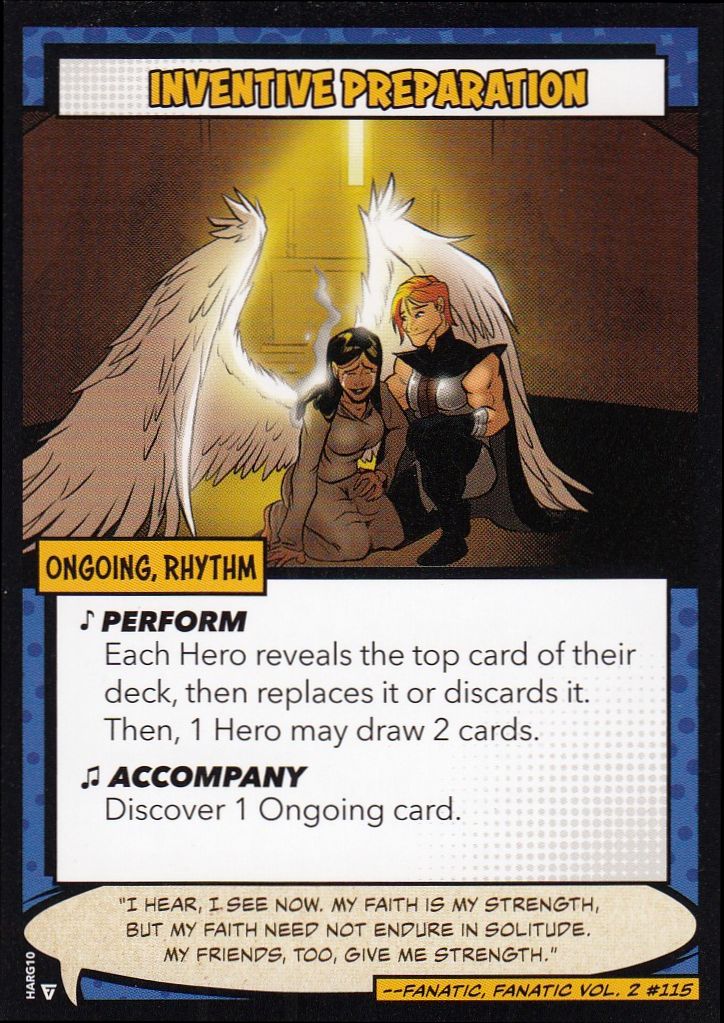 INVENTIVE PREPARATION
ONGOING, RHYTHM
♪ PERFORM
Each Hero reveals the top card of their
deck, then replaces it or discards it.
Then, 1 Hero may draw 2 cards.
♫ ACCOMPANY
Discover 1 Ongoing card.
"I HEAR, I SEE NOW. MY FAITH IS MY STRENGTH,
BUT MY FAITH NEED NOT ENDURE IN SOLITUDE.
MY FRIENDS, TOO, GIVE ME STRENGTH."
--FANATIC, FANATIC VOL. 2 #115
HARG10